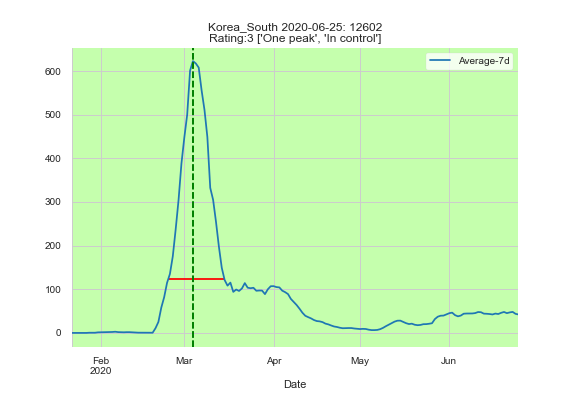 Korea_South 2020-06-25: 12602
Rating:3 ['One peak', 'In control']
Average-7d
600
500
400
300
200
100
0
Feb
2020
Mar
Apr
May
Jun
Date